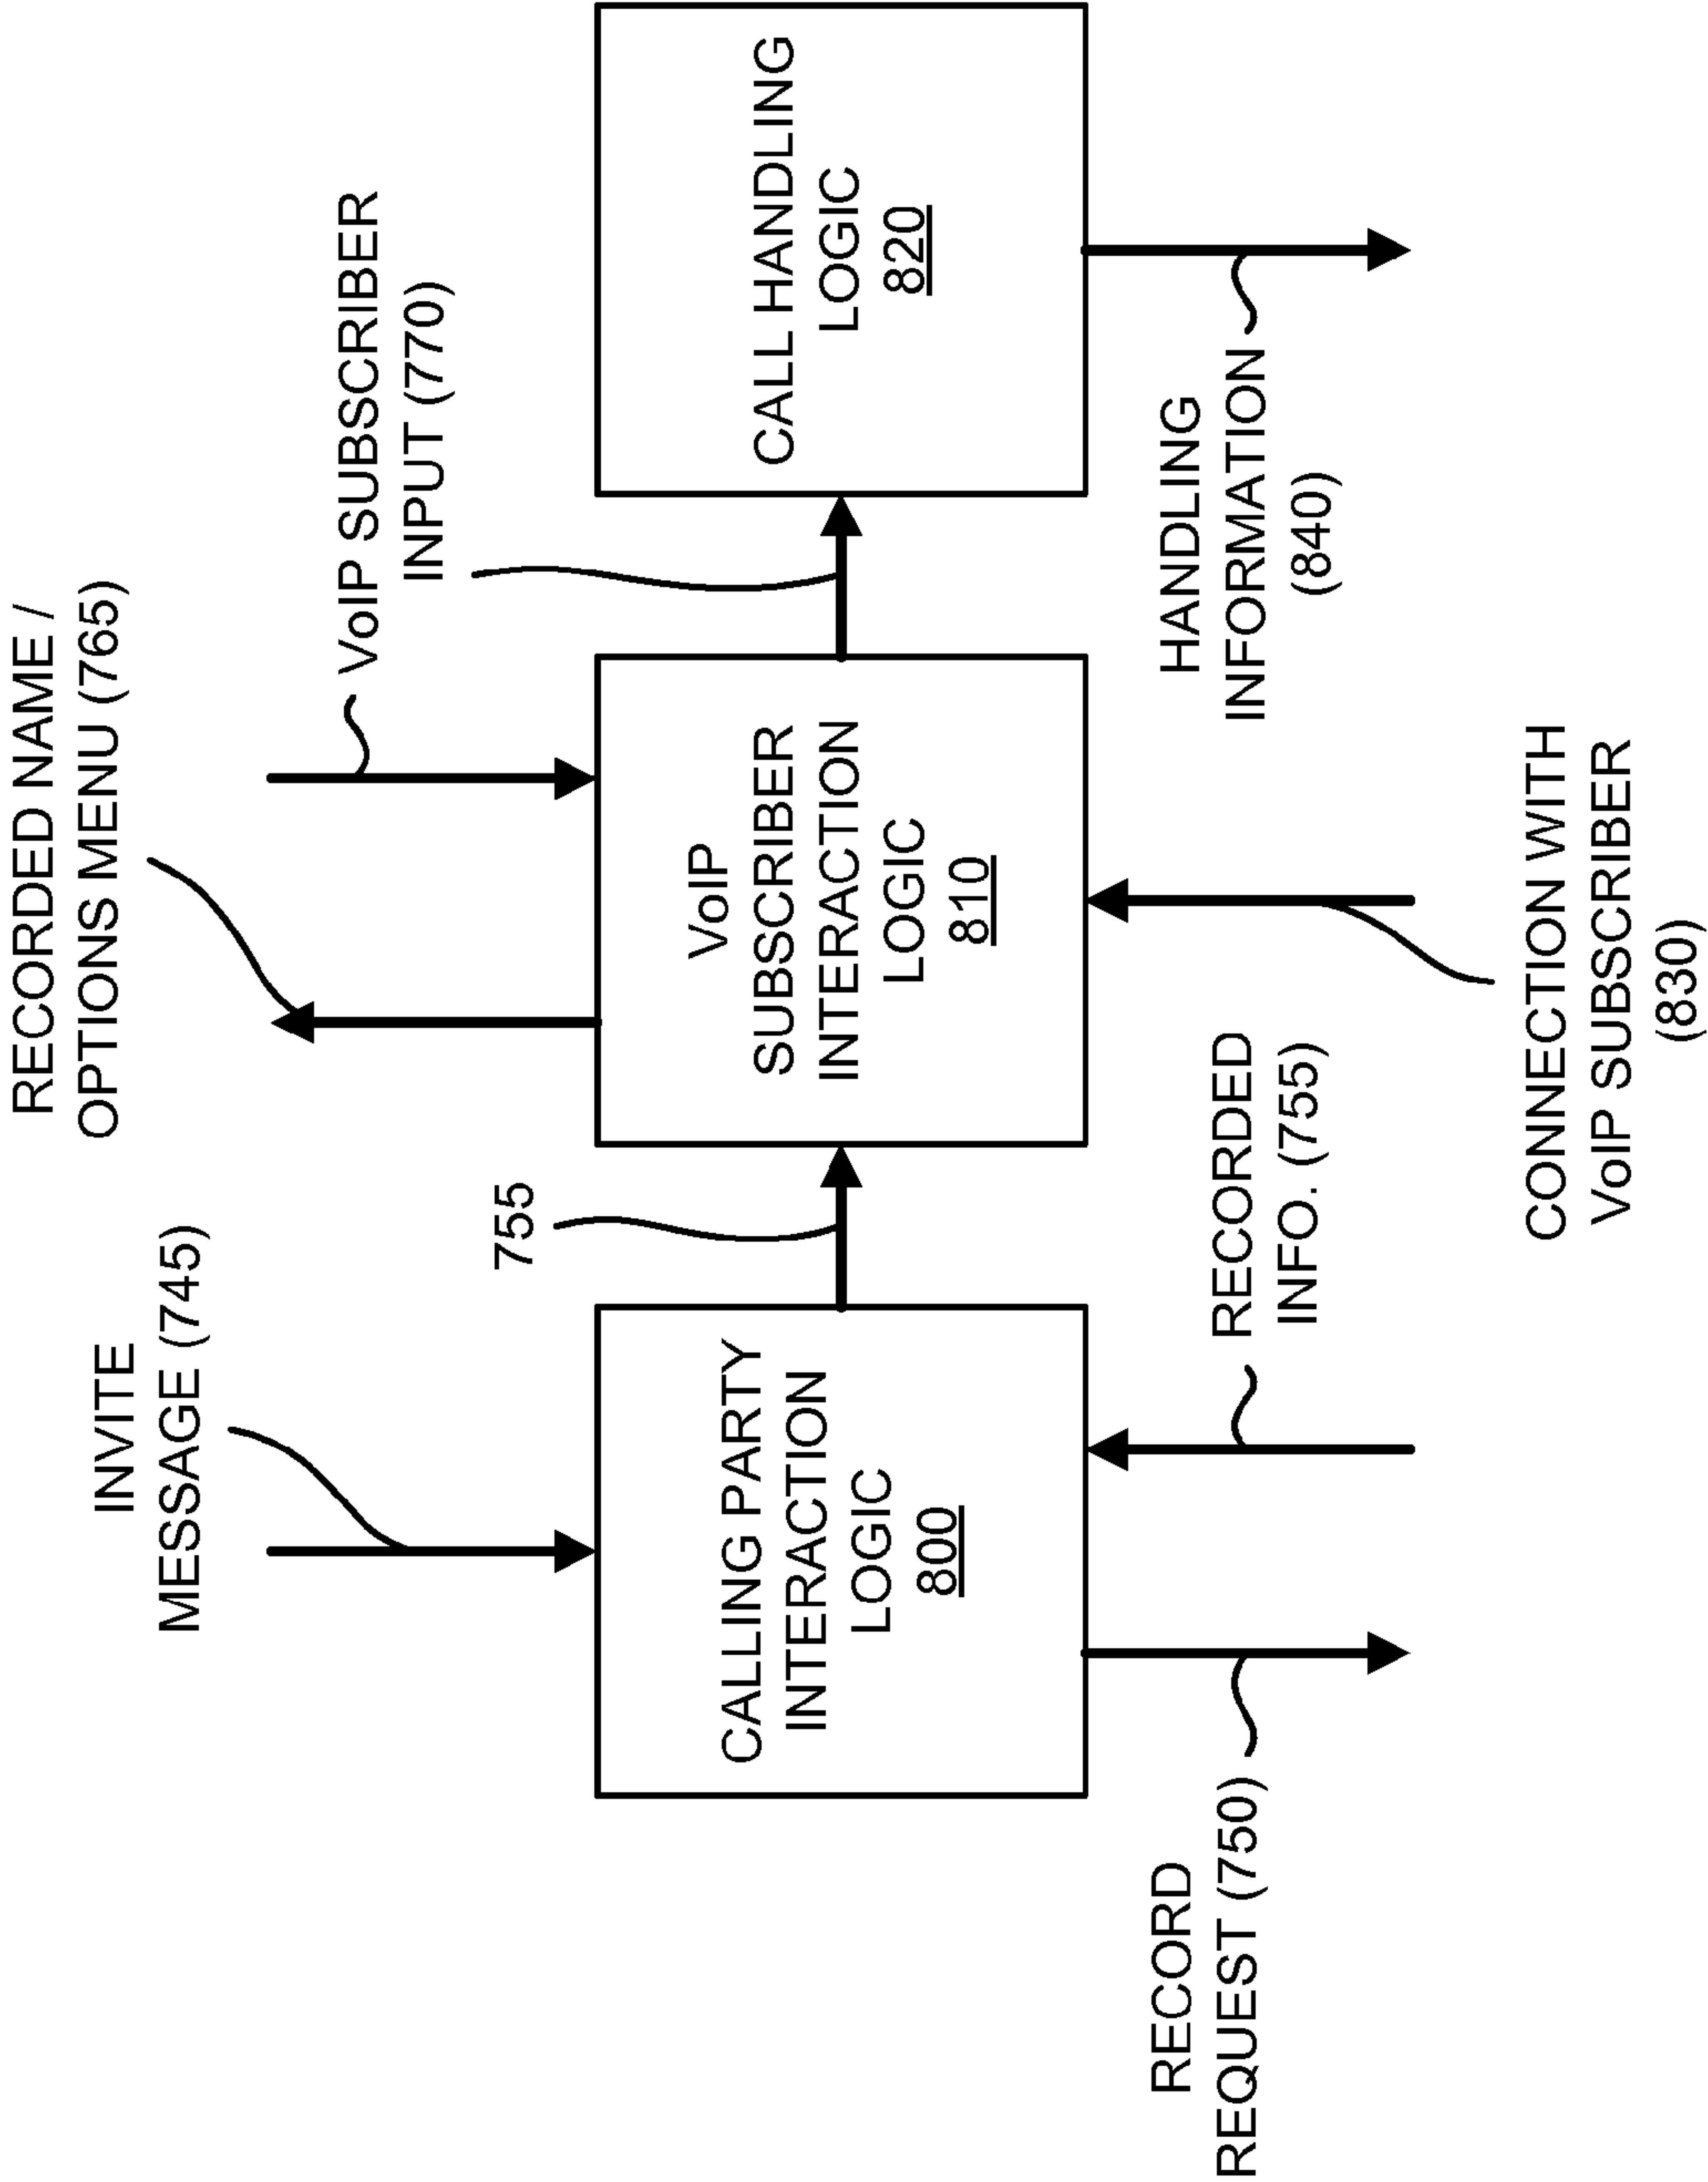 RECORDED NAME /
OPTIONS MENU (765)
INVITE
MESSAGE (745)
VoIP SUBSCRIBER
INPUT (770)
755
CALLING PARTY
INTERACTION
LOGIC
800
VoIP
SUBSCRIBER
INTERACTION
LOGIC
810
CALL HANDLING
LOGIC
820
RECORD
REQUEST (750)
RECORDED
INFO. (755)
HANDLING
INFORMATION
(840)
CONNECTION WITH
VoIP SUBSCRIBER
(830)